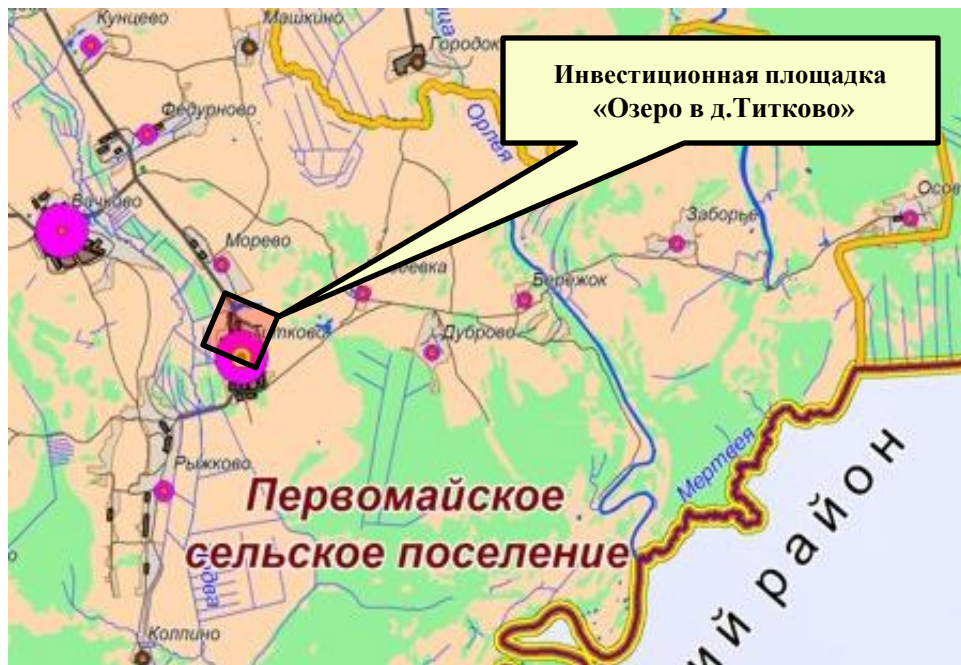 Кунцево
Машкино
Городок
Инвестиционная площадка
«Озеро в д.Титково»
Федурново
Орлея
Вачково
Осов
Заборье
Морево
Бережок
Титково
Дуброво
Мертвея
Рыжково
Первомайское
сельское поселение
ий район
Коллино